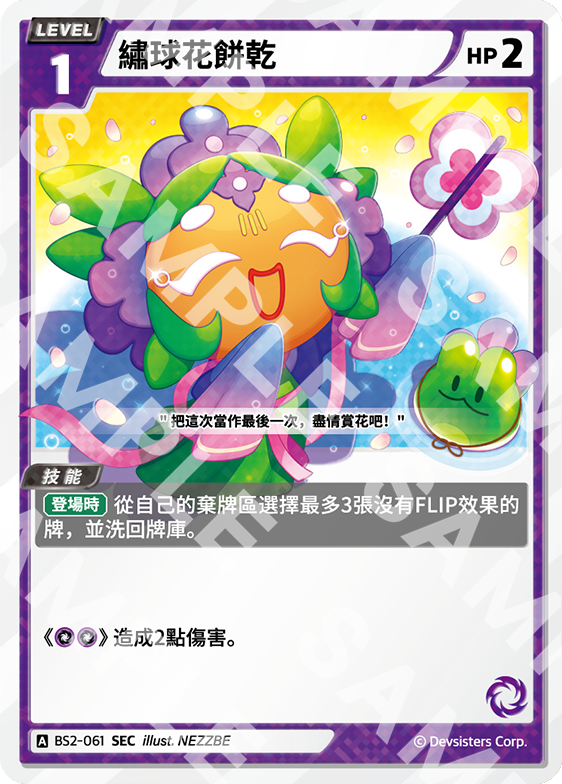 LEVEL
1
繡球花餅乾
HP 2
"把這次當作最後一次，盡情賞花吧！"
技能
登場時 從自己的棄牌區選擇最多3張沒有FLIP效果的
牌，並洗回牌庫。
《》造成2點傷害。
A BS2-061 SEC illust. NEZZBE
© Devsisters Corp.
SAMPLE